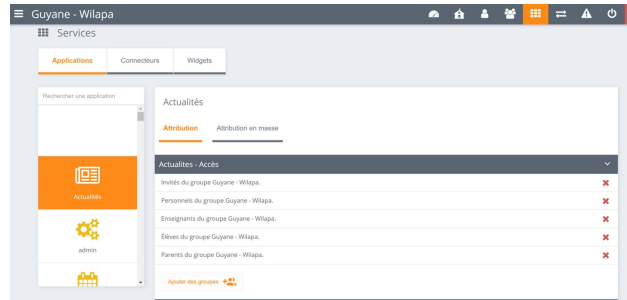 Guyane - Wilapa
Services
Applications
Connecteurs
Widgets
Rechercher une application
Actualités
admin
Actualités
Attribution
Attribution en masse
Actualites - Accès
Invités du groupe Guyane - Wilapa.
Personnels du groupe Guyane - Wilapa.
Enseignants du groupe Guyane - Wilapa.
Élèves du groupe Guyane - Wilapa.
Parents du groupe Guyane - Wilapa.
Ajouter des groupes